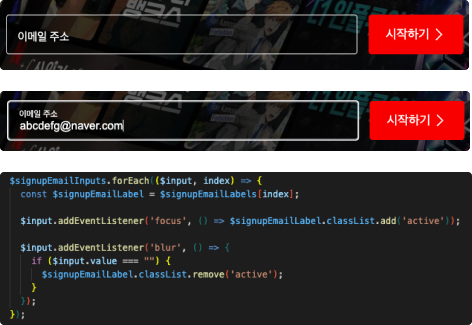 이메일 주소
시작하기 >
이메일 주소
abcdefg@naver.com
시작하기 >
$signupEmailInputs.forEach(($input, index) => {
  const $signupEmailLabel = $signupEmailLabels[index];

  $input.addEventListener('focus', () => $signupEmailLabel.classList.add('active'));

  $input.addEventListener('blur', () => {
    if ($input.value === "") {
      $signupEmailLabel.classList.remove('active');
    }
  });
});